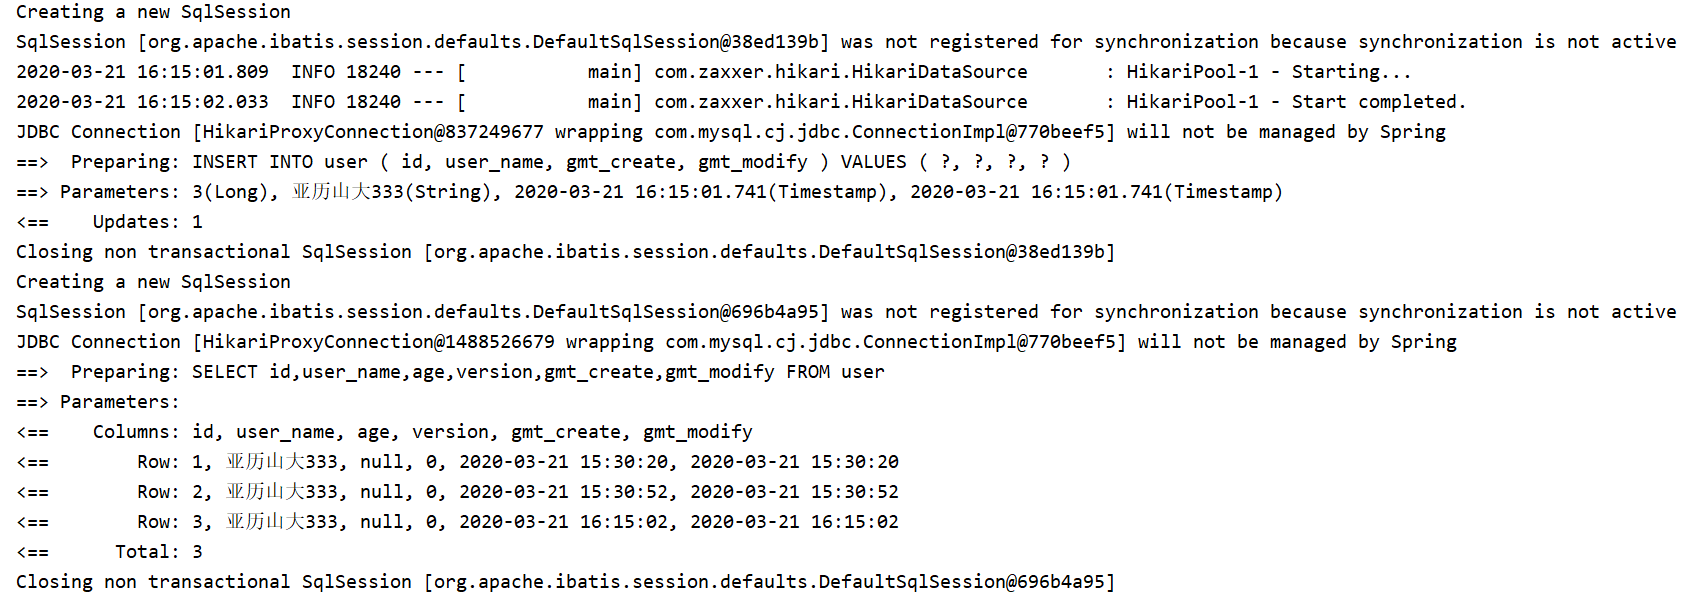 Creating a new SqlSession
SqlSession [org.apache.ibatis.session.defaults.DefaultSqlSession@38ed139b] was not registered for synchronization because synchronization is not active
2020-03-21 16:15:01.809  INFO 18240 --- [           main] com.zaxxer.hikari.HikariDataSource       : HikariPool-1 - Starting...
2020-03-21 16:15:02.033  INFO 18240 --- [           main] com.zaxxer.hikari.HikariDataSource       : HikariPool-1 - Start completed.
JDBC Connection [HikariProxyConnection@837249677 wrapping com.mysql.cj.jdbc.ConnectionImpl@770beef5] will not be managed by Spring
==>  Preparing: INSERT INTO user ( id, user_name, gmt_create, gmt_modify ) VALUES ( ?, ?, ?, ? )
==> Parameters: 3(Long), 亚历山大333(String), 2020-03-21 16:15:01.741(Timestamp), 2020-03-21 16:15:01.741(Timestamp)
<==    Updates: 1
Closing non transactional SqlSession [org.apache.ibatis.session.defaults.DefaultSqlSession@38ed139b]
Creating a new SqlSession
SqlSession [org.apache.ibatis.session.defaults.DefaultSqlSession@696b4a95] was not registered for synchronization because synchronization is not active
JDBC Connection [HikariProxyConnection@1488526679 wrapping com.mysql.cj.jdbc.ConnectionImpl@770beef5] will not be managed by Spring
==>  Preparing: SELECT id,user_name,age,version,gmt_create,gmt_modify FROM user
==> Parameters:
<==    Columns: id, user_name, age, version, gmt_create, gmt_modify
<==        Row: 1, 亚历山大333, null, 0, 2020-03-21 15:30:20, 2020-03-21 15:30:20
<==        Row: 2, 亚历山大333, null, 0, 2020-03-21 15:30:52, 2020-03-21 15:30:52
<==        Row: 3, 亚历山大333, null, 0, 2020-03-21 16:15:02, 2020-03-21 16:15:02
<==      Total: 3
Closing non transactional SqlSession [org.apache.ibatis.session.defaults.DefaultSqlSession@696b4a95]